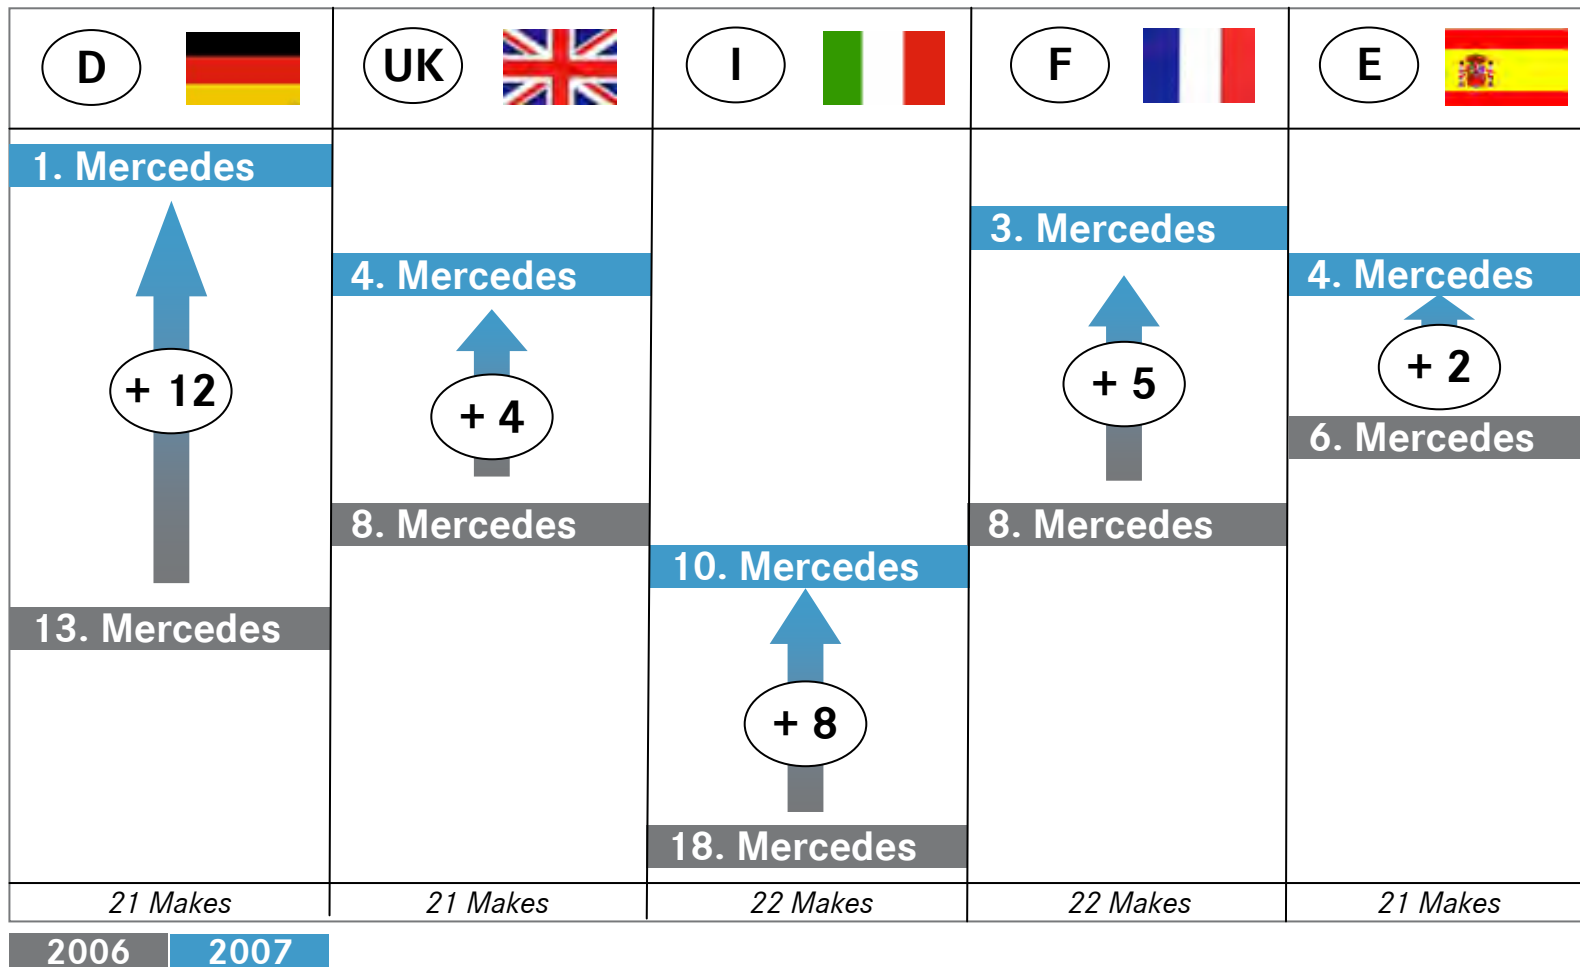 D
UK
I
F
E
1. Mercedes
+ 12
13. Mercedes
4. Mercedes
+ 4
8. Mercedes
10. Mercedes
+ 8
18. Mercedes
3. Mercedes
+ 5
8. Mercedes
4. Mercedes
+ 2
6. Mercedes
21 Makes
21 Makes
22 Makes
22 Makes
21 Makes
2006
2007